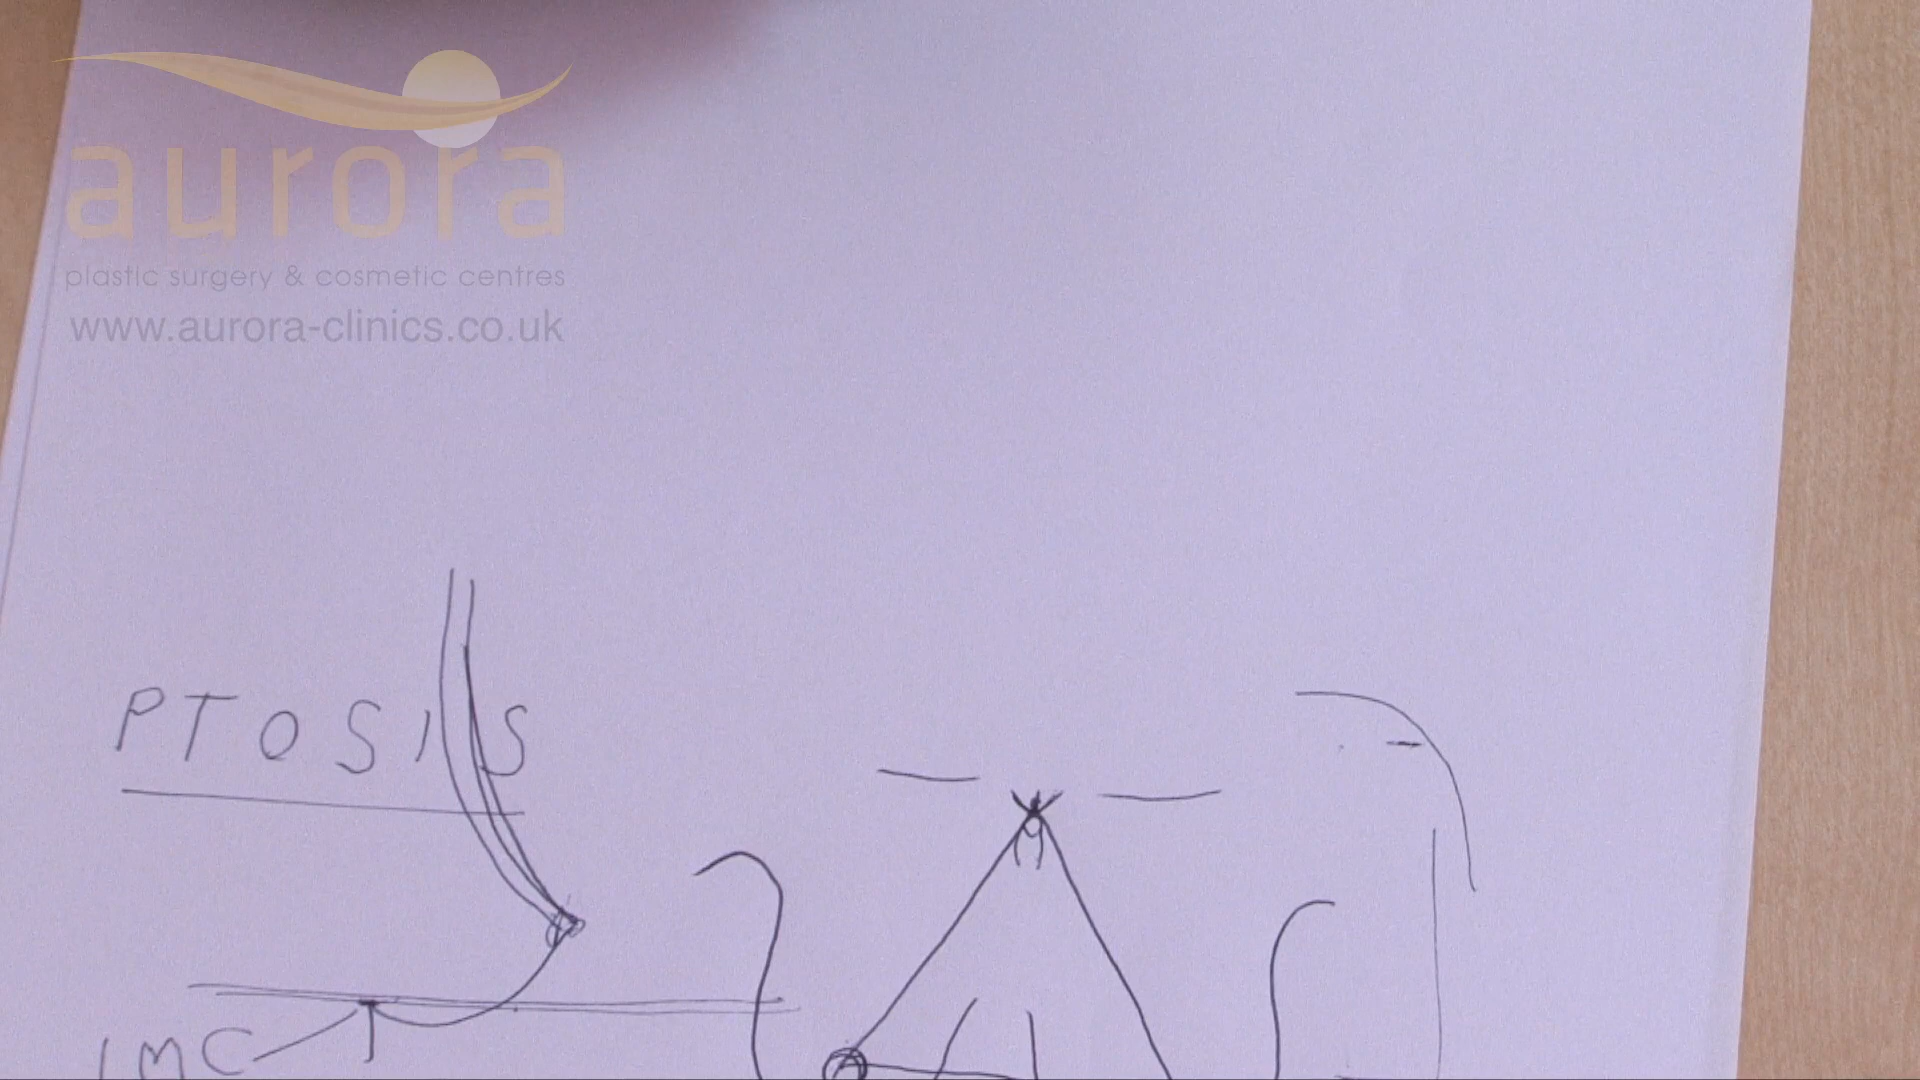 aurora
plastic surgery & cosmetic centres
www.aurora-clinics.co.uk
PTOSIS
IMC